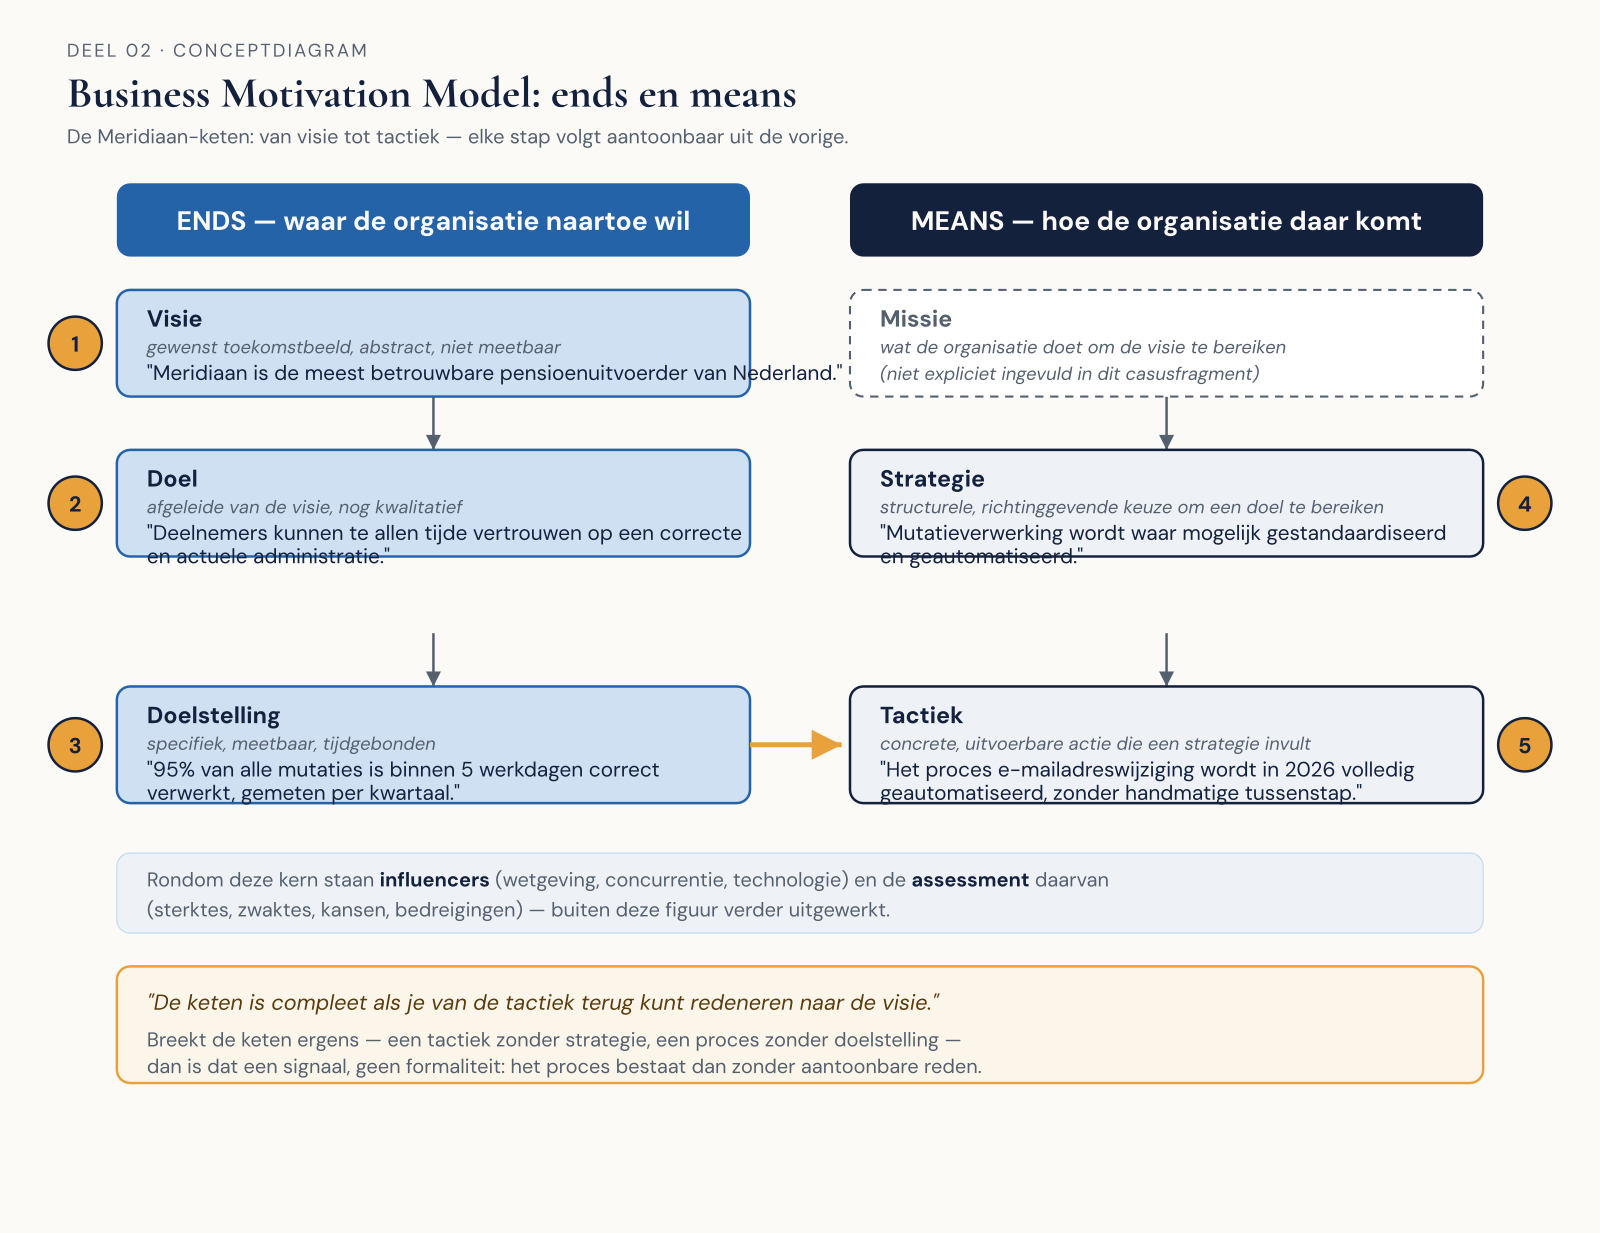 DEEL 02 · CONCEPTDIAGRAM
Business Motivation Model: ends en means
De Meridiaan-keten: van visie tot tactiek — elke stap volgt aantoonbaar uit de vorige.
ENDS — waar de organisatie naartoe wil
MEANS — hoe de organisatie daar komt
1
Visie
gewenst toekomstbeeld, abstract, niet meetbaar
"Meridiaan is de meest betrouwbare pensioenuitvoerder van Nederland."
Missie
wat de organisatie doet om de visie te bereiken
(niet expliciet ingevuld in dit casusfragment)
2
Doel
afgeleide van de visie, nog kwalitatief
"Deelnemers kunnen te allen tijde vertrouwen op een correcte
en actuele administratie."
Strategie
structurele, richtinggevende keuze om een doel te bereiken
"Mutatieverwerking wordt waar mogelijk gestandaardiseerd
en geautomatiseerd."
4
3
Doelstelling
specifiek, meetbaar, tijdgebonden
"95% van alle mutaties is binnen 5 werkdagen correct
verwerkt, gemeten per kwartaal."
Tactiek
concrete, uitvoerbare actie die een strategie invult
"Het proces e-mailadreswijziging wordt in 2026 volledig
geautomatiseerd, zonder handmatige tussenstap."
5
Rondom deze kern staan influencers (wetgeving, concurrentie, technologie) en de assessment daarvan
(sterktes, zwaktes, kansen, bedreigingen) — buiten deze figuur verder uitgewerkt.
"De keten is compleet als je van de tactiek terug kunt redeneren naar de visie."
Breekt de keten ergens — een tactiek zonder strategie, een proces zonder doelstelling —
dan is dat een signaal, geen formaliteit: het proces bestaat dan zonder aantoonbare reden.